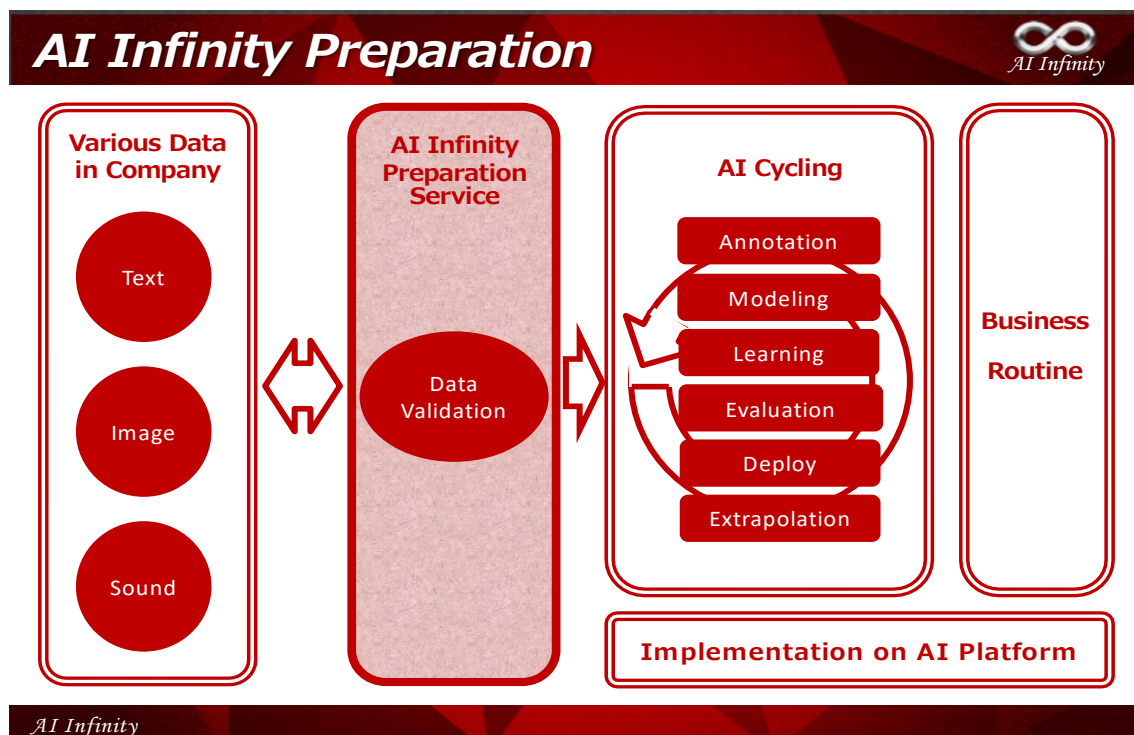 AI Infinity Preparation
AI Infinity
Various Data
in Company
Text
Image
Sound
AI Infinity
Preparation
Service
Data
Validation
AI Cycling
Annotation
Modeling
Learning
Evaluation
Deploy
Extrapolation
Business
Routine
Implementation on AI Platform
AI Infinity